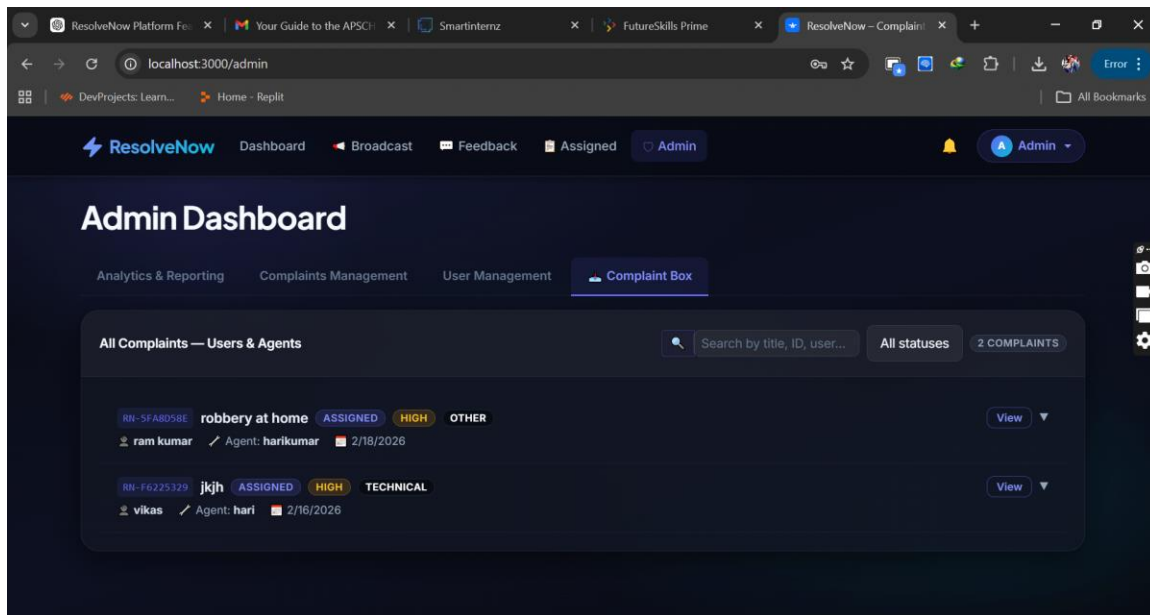 ResolveNow Platform Fea
Your Guide to the APSCH
Smartinternz
FutureSkills Prime
ResolveNow – Complaint
localhost:3000/admin
Error
DevProjects: Learn...
Home - Replit
All Bookmarks
ResolveNow Dashboard Broadcast Feedback Assigned Admin A Admin
Admin Dashboard
Analytics & Reporting Complaints Management User Management Complaint Box
All Complaints — Users & Agents Search by title, ID, user... All statuses 2 COMPLAINTS
RN-5FA8D58E robbery at home ASSIGNED HIGH OTHER View
ram kumar Agent: harikumar 2/18/2026
RN-F6225329 jkjh ASSIGNED HIGH TECHNICAL View
vikas Agent: hari 2/16/2026